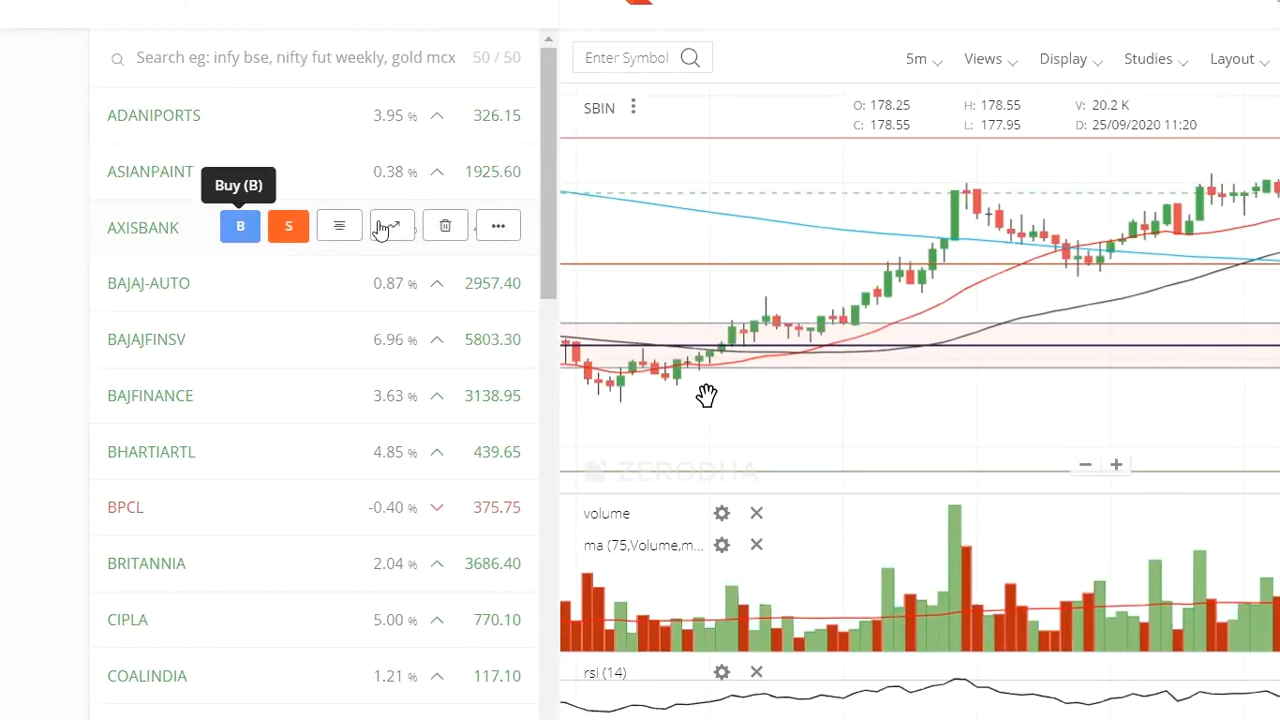 Search eg: infy bse, nifty fut weekly, gold mcx 50 / 50
ADANIPORTS 3.95 % 326.15
ASIANPAINT 0.38 % 1925.60
Buy (B)
AXISBANK B S
BAJAJ-AUTO 0.87 % 2957.40
BAJAJFINSV 6.96 % 5803.30
BAJFINANCE 3.63 % 3138.95
BHARTIARTL 4.85 % 439.65
BPCL -0.40 % 375.75
BRITANNIA 2.04 % 3686.40
CIPLA 5.00 % 770.10
COALINDIA 1.21 % 117.10
Enter Symbol 5m Views Display Studies Layout
SBIN
O: 178.25 H: 178.55 V: 20.2 K
C: 178.55 L: 177.95 D: 25/09/2020 11:20
ZERODHA
volume
ma (75,Volume,m...
rsi (14)